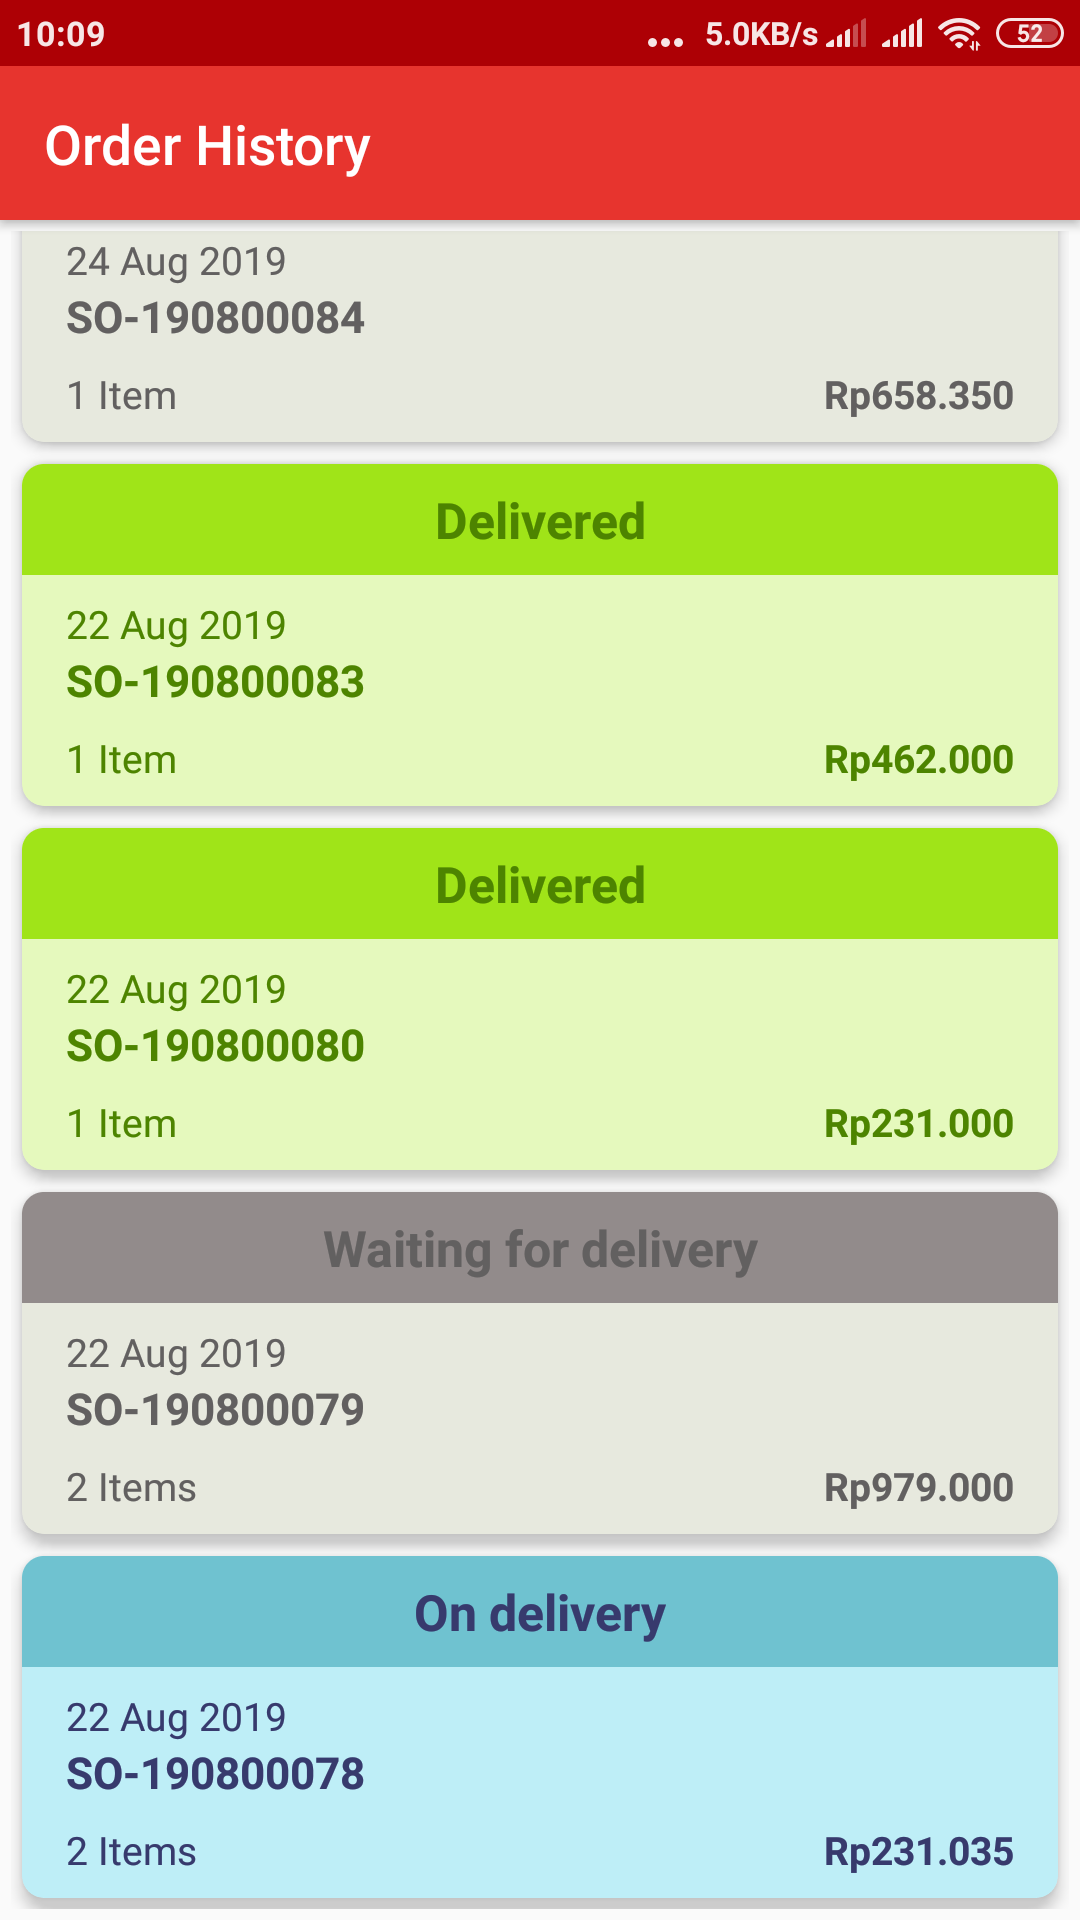 10:09
... 5.0KB/s 52
Order History
24 Aug 2019
SO-190800084
1 Item Rp658.350
Delivered
22 Aug 2019
SO-190800083
1 Item Rp462.000
Delivered
22 Aug 2019
SO-190800080
1 Item Rp231.000
Waiting for delivery
22 Aug 2019
SO-190800079
2 Items Rp979.000
On delivery
22 Aug 2019
SO-190800078
2 Items Rp231.035